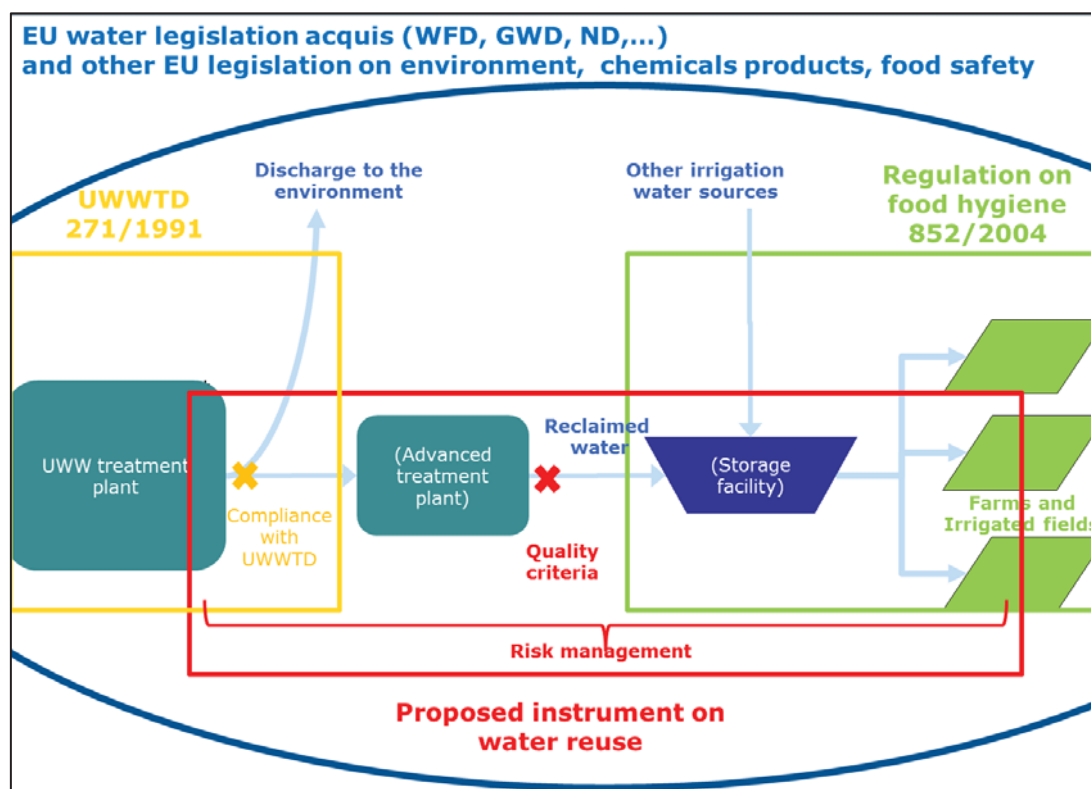 EU water legislation acquis (WFD, GWD, ND,...)
and other EU legislation on environment, chemicals products, food safety
Discharge to the
environment
Other irrigation
water sources
UWWTD
271/1991
Regulation on
food hygiene
852/2004
UWW treatment
plant
Compliance
with
UWWTD
(Advanced
treatment
plant)
Reclaimed
water
Quality
criteria
(Storage
facility)
Farms and
Irrigated fields
Risk management
Proposed instrument on
water reuse